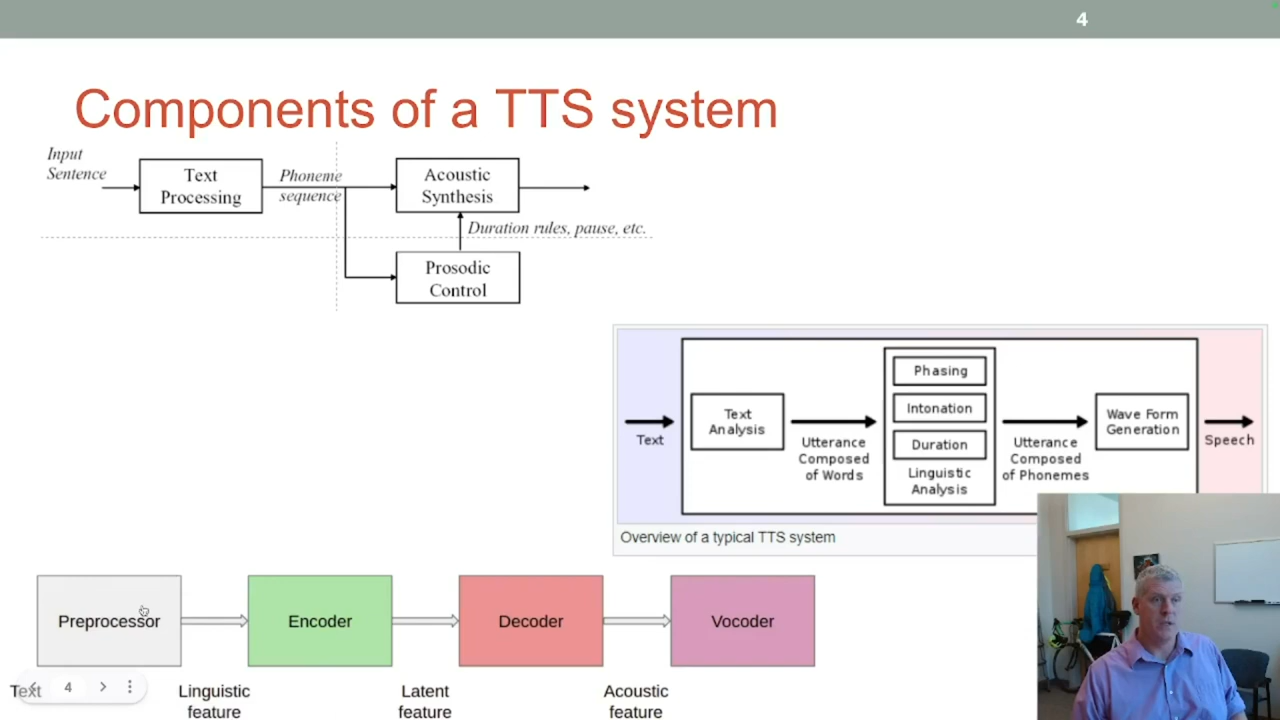 4
Components of a TTS system
Input
Sentence
Text
Processing
Phoneme
sequence
Acoustic
Synthesis
Duration rules, pause, etc.
Prosodic
Control
Text
Text
Analysis
Utterance
Composed
of Words
Phasing
Intonation
Duration
Linguistic
Analysis
Utterance
Composed
of Phonemes
Wave Form
Generation
Speech
Overview of a typical TTS system
Preprocessor
Encoder
Decoder
Vocoder
Text
4
Linguistic
feature
Latent
feature
Acoustic
feature